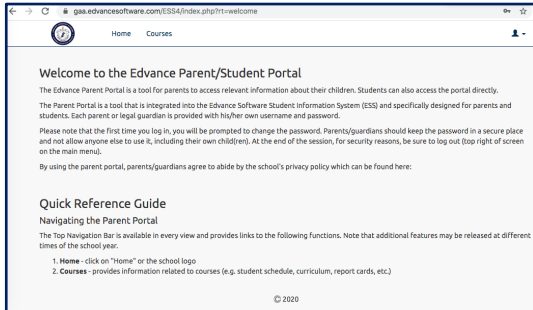 gaa.edvancesoftware.com/ESS4/index.php?rt=welcome
Home Courses
Welcome to the Edvance Parent/Student Portal
The Edvance Parent Portal is a tool for parents to access relevant information about their children. Students can also access the portal directly.
The Parent Portal is a tool that is integrated into the Edvance Software Student Information System (ESS) and specifically designed for parents and
students. Each parent or legal guardian is provided with his/her own username and password.
Please note that the first time you log in, you will be prompted to change the password. Parents/guardians should keep the password in a secure place
and not allow anyone else to use it, including their own child(ren). At the end of the session, for security reasons, be sure to log out (top right of screen
on the main menu).
By using the parent portal, parents/guardians agree to abide by the school's privacy policy which can be found here:
Quick Reference Guide
Navigating the Parent Portal
The Top Navigation Bar is available in every view and provides links to the following functions. Note that additional features may be released at different
times of the school year.
1. Home - click on "Home" or the school logo
2. Courses - provides information related to courses (e.g. student schedule, curriculum, report cards, etc.)
© 2020